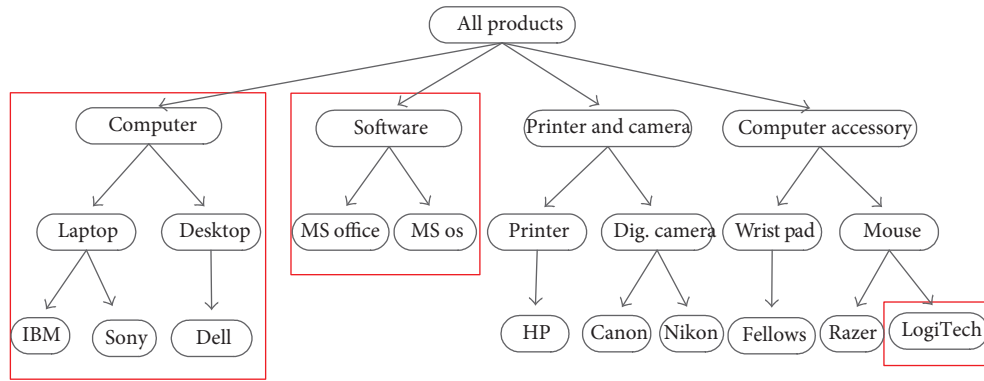 All products
Computer
Software
Printer and camera
Computer accessory
Laptop
Desktop
MS office
MS os
Printer
Dig. camera
Wrist pad
Mouse
IBM
Sony
Dell
HP
Canon
Nikon
Fellows
Razer
LogiTech